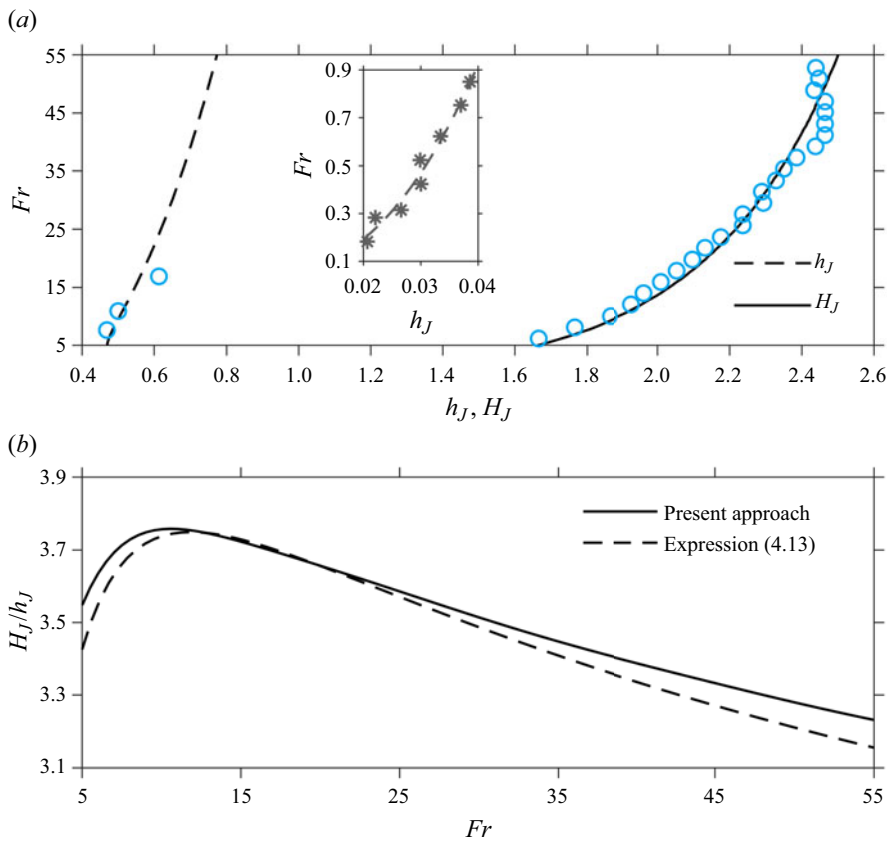 (a)
55
45
35
25
15
5
Fr
0.9
0.7
0.5
0.3
0.1
Fr
0.02 0.03 0.04
h_J
h_J
H_J
0.4 0.6 0.8 1.0 1.2 1.4 1.6 1.8 2.0 2.2 2.4 2.6
h_J, H_J
(b)
3.9
3.7
3.5
3.3
3.1
H_J/h_J
Present approach
Expression (4.13)
5 15 25 35 45 55
Fr